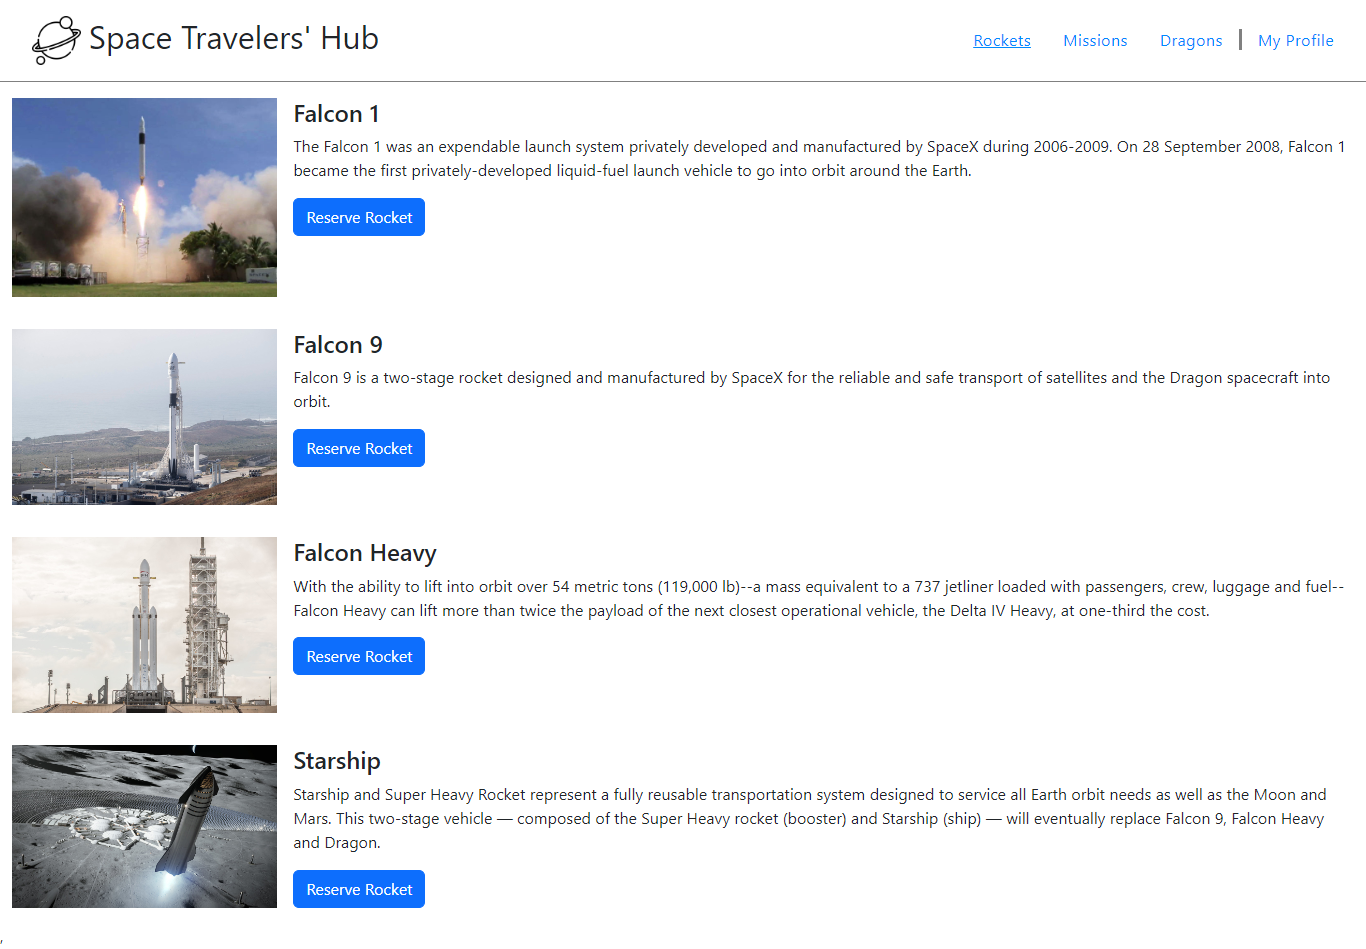 Space Travelers' Hub
Rockets Missions Dragons My Profile
Falcon 1
The Falcon 1 was an expendable launch system privately developed and manufactured by SpaceX during 2006-2009. On 28 September 2008, Falcon 1
became the first privately-developed liquid-fuel launch vehicle to go into orbit around the Earth.
Reserve Rocket
Falcon 9
Falcon 9 is a two-stage rocket designed and manufactured by SpaceX for the reliable and safe transport of satellites and the Dragon spacecraft into
orbit.
Reserve Rocket
Falcon Heavy
With the ability to lift into orbit over 54 metric tons (119,000 lb)--a mass equivalent to a 737 jetliner loaded with passengers, crew, luggage and fuel--
Falcon Heavy can lift more than twice the payload of the next closest operational vehicle, the Delta IV Heavy, at one-third the cost.
Reserve Rocket
Starship
Starship and Super Heavy Rocket represent a fully reusable transportation system designed to service all Earth orbit needs as well as the Moon and
Mars. This two-stage vehicle — composed of the Super Heavy rocket (booster) and Starship (ship) — will eventually replace Falcon 9, Falcon Heavy
and Dragon.
Reserve Rocket
,